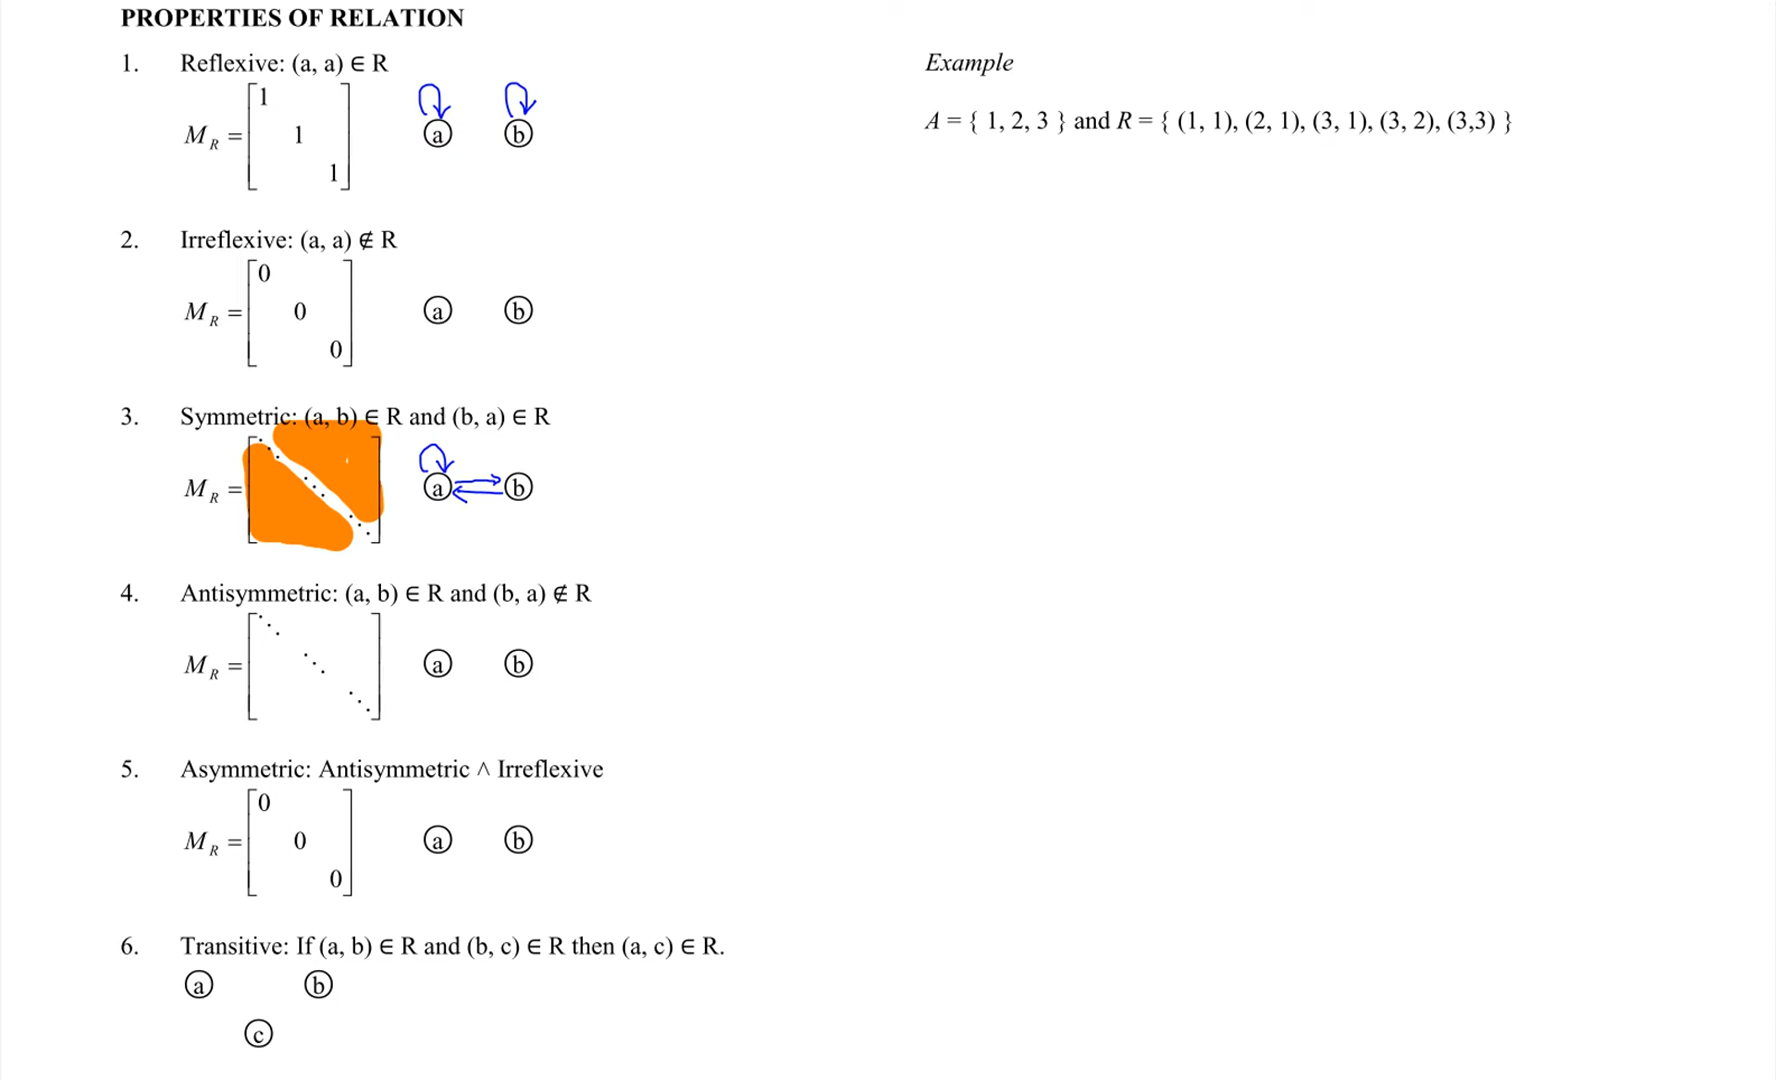 PROPERTIES OF RELATION
1. Reflexive: (a, a) ∈ R
M_R = [1 1 1] a b
2. Irreflexive: (a, a) ∉ R
M_R = [0 0 0] a b
3. Symmetric: (a, b) ∈ R and (b, a) ∈ R
M_R = [⋱ ⋱ ⋱] a b
4. Antisymmetric: (a, b) ∈ R and (b, a) ∉ R
M_R = [⋱ ⋱ ⋱] a b
5. Asymmetric: Antisymmetric ∧ Irreflexive
M_R = [0 0 0] a b
6. Transitive: If (a, b) ∈ R and (b, c) ∈ R then (a, c) ∈ R.
a b
c
Example
A = { 1, 2, 3 } and R = { (1, 1), (2, 1), (3, 1), (3, 2), (3,3) }